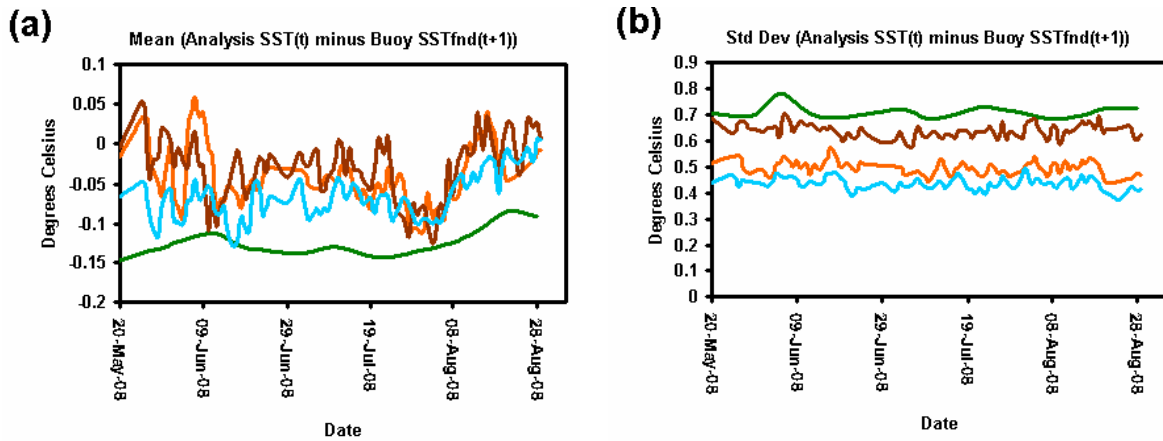 (a)
Mean (Analysis SST(t) minus Buoy SSTfnd(t+1))
Degrees Celsius
0.1
0.05
0
-0.05
-0.1
-0.15
-0.2
20-May-08
09-Jun-08
29-Jun-08
19-Jul-08
08-Aug-08
28-Aug-08
Date
(b)
Std Dev (Analysis SST(t) minus Buoy SSTfnd(t+1))
Degrees Celsius
0.9
0.8
0.7
0.6
0.5
0.4
0.3
0.2
0.1
0
20-May-08
09-Jun-08
29-Jun-08
19-Jul-08
08-Aug-08
28-Aug-08
Date